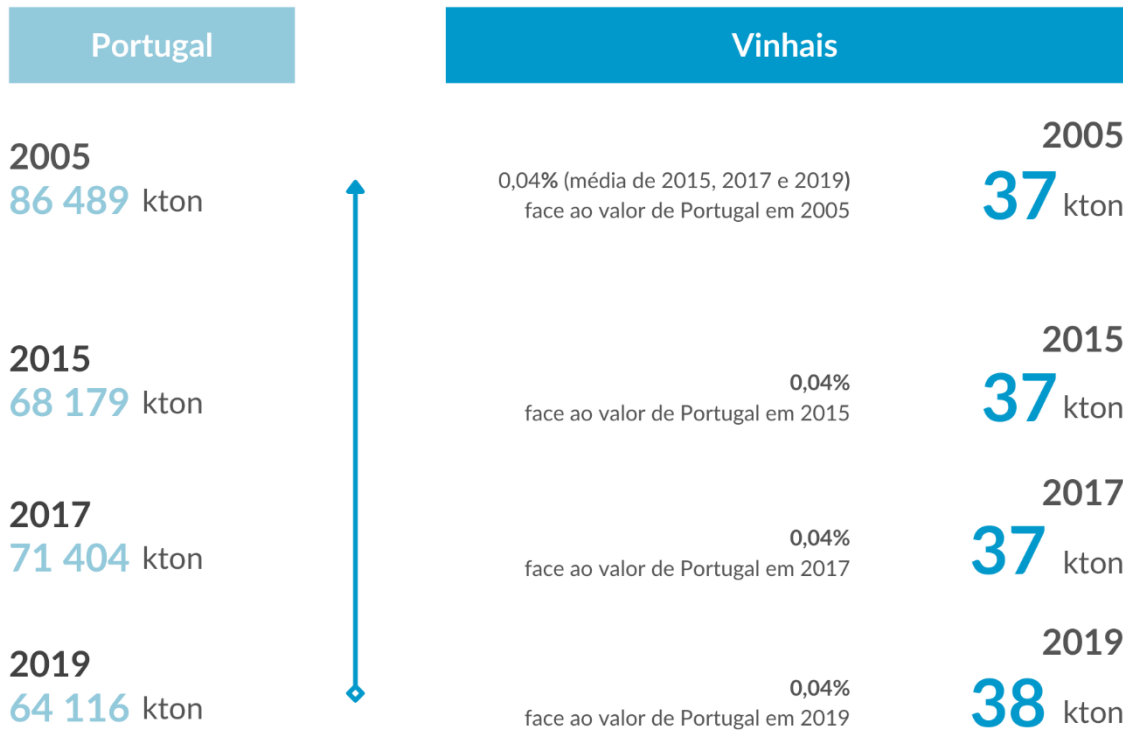 Portugal
Vinhais
2005
86 489 kton
0,04% (média de 2015, 2017 e 2019)
face ao valor de Portugal em 2005
2005
37 kton
2015
68 179 kton
0,04%
face ao valor de Portugal em 2015
2015
37 kton
2017
71 404 kton
0,04%
face ao valor de Portugal em 2017
2017
37 kton
2019
64 116 kton
0,04%
face ao valor de Portugal em 2019
2019
38 kton